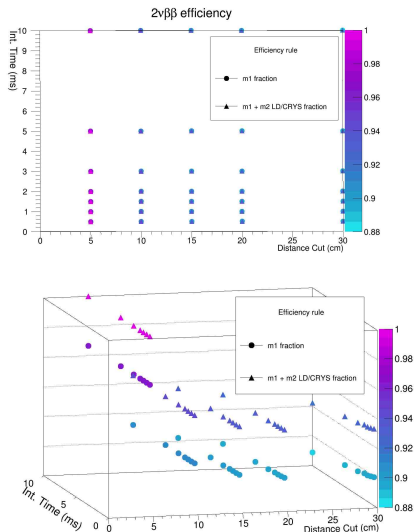 2νββ efficiency
Int. Time (ms)
10
9
8
7
6
5
4
3
2
1
0
Efficiency rule
m1 fraction
m1 + m2 LD/CRYS fraction
1
0.98
0.96
0.94
0.92
0.9
0.88
0 5 10 15 20 25 30
Distance Cut (cm)
Efficiency rule
m1 fraction
m1 + m2 LD/CRYS fraction
1
0.98
0.96
0.94
0.92
0.9
0.88
10
5
0
Int. Time (ms)
0 5 10 15 20 25 30
Distance Cut (cm)